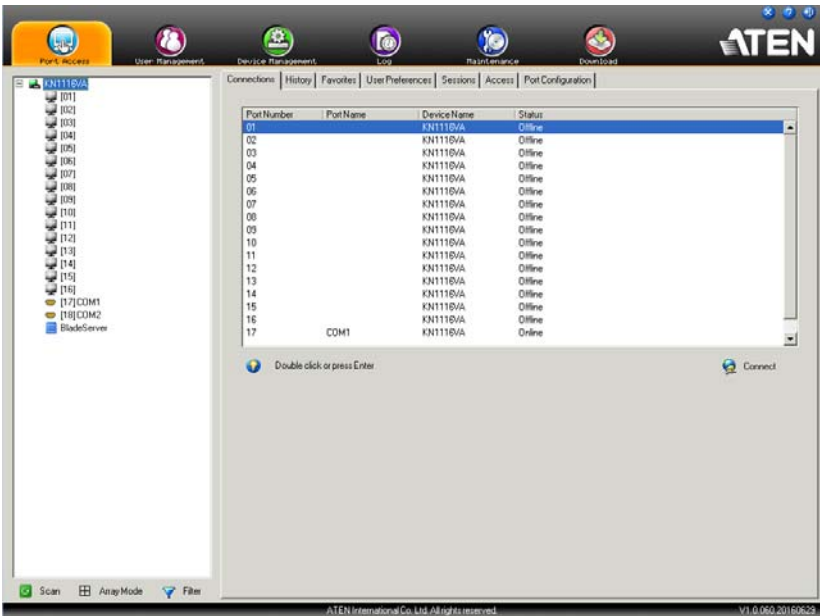 ATEN
Port Access User Management Device Management Log Maintenance Download
Connections History Favorites User Preferences Sessions Access Port Configuration
KN1116VA
[01]
[02]
[03]
[04]
[05]
[06]
[07]
[08]
[09]
[10]
[11]
[12]
[13]
[14]
[15]
[16]
[17]COM1
[18]COM2
BladeServer
Port Number Port Name Device Name Status
01 KN1116VA Offline
02 KN1116VA Offline
03 KN1116VA Offline
04 KN1116VA Offline
05 KN1116VA Offline
06 KN1116VA Offline
07 KN1116VA Offline
08 KN1116VA Offline
09 KN1116VA Offline
10 KN1116VA Offline
11 KN1116VA Offline
12 KN1116VA Offline
13 KN1116VA Offline
14 KN1116VA Offline
15 KN1116VA Offline
16 KN1116VA Offline
17 COM1 KN1116VA Online
Double click or press Enter
Connect
Scan Array Mode Filter
ATEN International Co. Ltd. All rights reserved.
V1.0.060.20160629